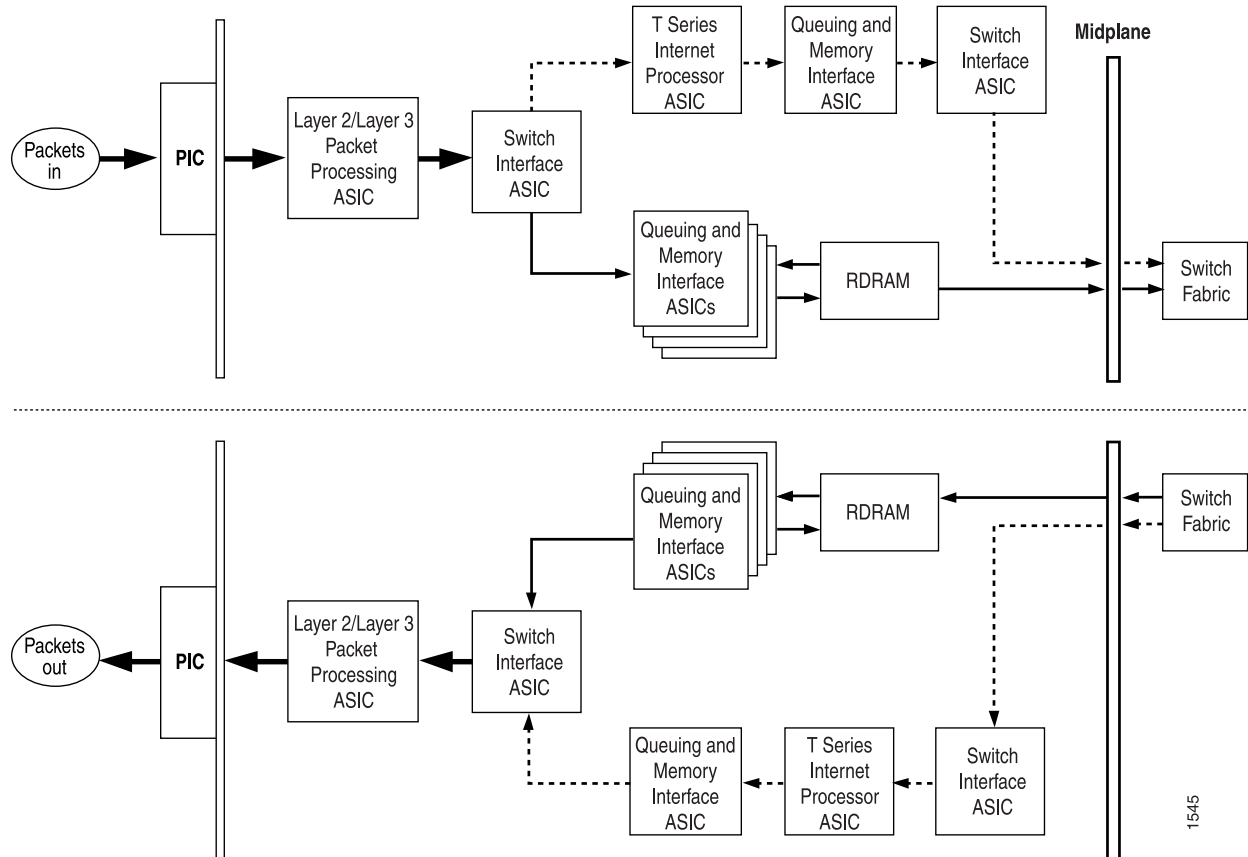 T Series
Internet
Processor
ASIC
Queuing and
Memory
Interface
ASIC
Switch
Interface
ASIC
Midplane
Packets
in
PIC
Layer 2/Layer 3
Packet
Processing
ASIC
Switch
Interface
ASIC
Queuing and
Memory
Interface
ASICs
RDRAM
Switch
Fabric
Queuing and
Memory
Interface
ASICs
RDRAM
Switch
Fabric
Packets
out
PIC
Layer 2/Layer 3
Packet
Processing
ASIC
Switch
Interface
ASIC
Queuing and
Memory
Interface
ASIC
T Series
Internet
Processor
ASIC
Switch
Interface
ASIC
1545